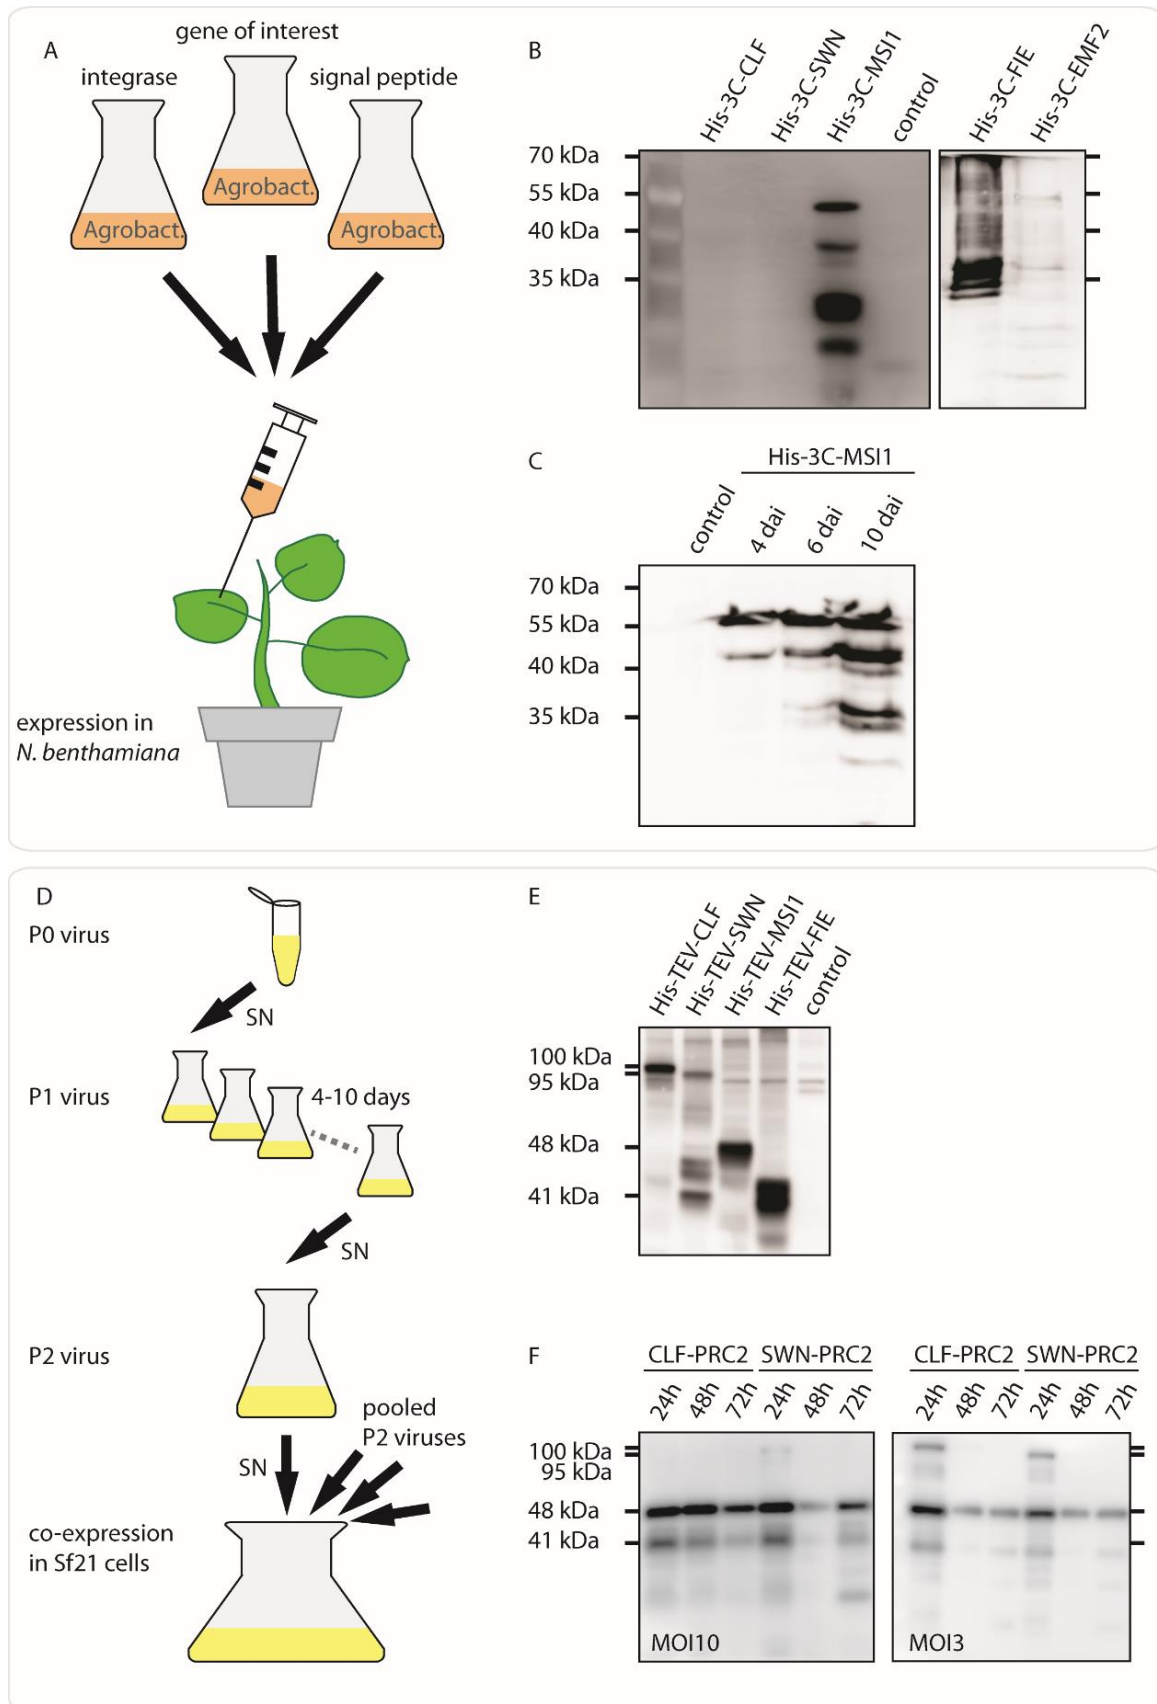 A
gene of interest
integrase
signal peptide
Agrobact.
Agrobact.
Agrobact.
expression in
N. benthamiana
B
His-3C-CLF
His-3C-SWN
His-3C-MSI1
control
His-3C-FIE
His-3C-EMF2
70 kDa
55 kDa
40 kDa
35 kDa
C
His-3C-MSI1
control
4 dai
6 dai
10 dai
70 kDa
55 kDa
40 kDa
35 kDa
D
P0 virus
SN
P1 virus
4-10 days
SN
P2 virus
pooled
P2 viruses
SN
co-expression
in Sf21 cells
E
His-TEV-CLF
His-TEV-SWN
His-TEV-MSI1
His-TEV-FIE
control
100 kDa
95 kDa
48 kDa
41 kDa
F
CLF-PRC2 SWN-PRC2
24h 48h 72h 24h 48h 72h
CLF-PRC2 SWN-PRC2
24h 48h 72h 24h 48h 72h
100 kDa
95 kDa
48 kDa
41 kDa
MOI10
MOI3